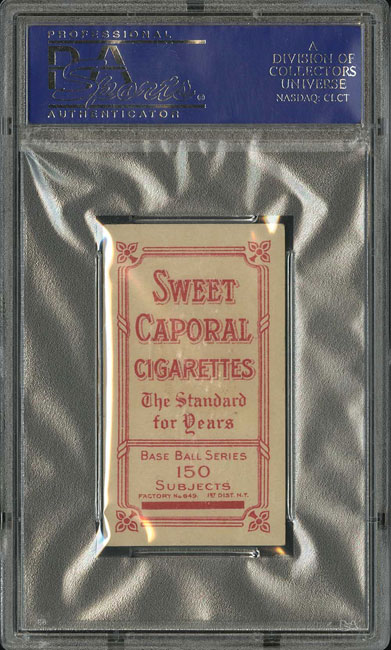 PROFESSIONAL
PSA
Sports.
AUTHENTICATOR
A
DIVISION OF
COLLECTORS
UNIVERSE
NASDAQ: CLCT
SWEET
CAPORAL
CIGARETTES
The Standard
for Years
BASE BALL SERIES
150
SUBJECTS
FACTORY No. 649. 1ST DIST. N.Y.
PSA